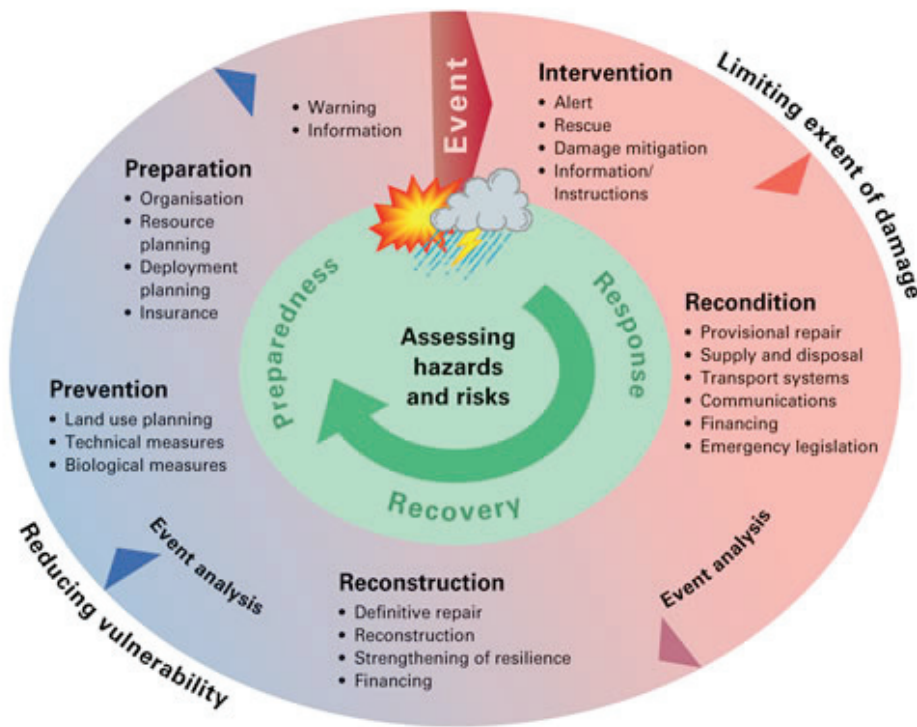 Event
Intervention
• Alert
• Rescue
• Damage mitigation
• Information/
Instructions
Limiting extent of damage
Recondition
• Provisional repair
• Supply and disposal
• Transport systems
• Communications
• Financing
• Emergency legislation
Event analysis
Reconstruction
• Definitive repair
• Reconstruction
• Strengthening of resilience
• Financing
Event analysis
Reducing vulnerability
Prevention
• Land use planning
• Technical measures
• Biological measures
Preparation
• Organisation
• Resource
planning
• Deployment
planning
• Insurance
• Warning
• Information
Preparedness
Response
Recovery
Assessing
hazards
and risks